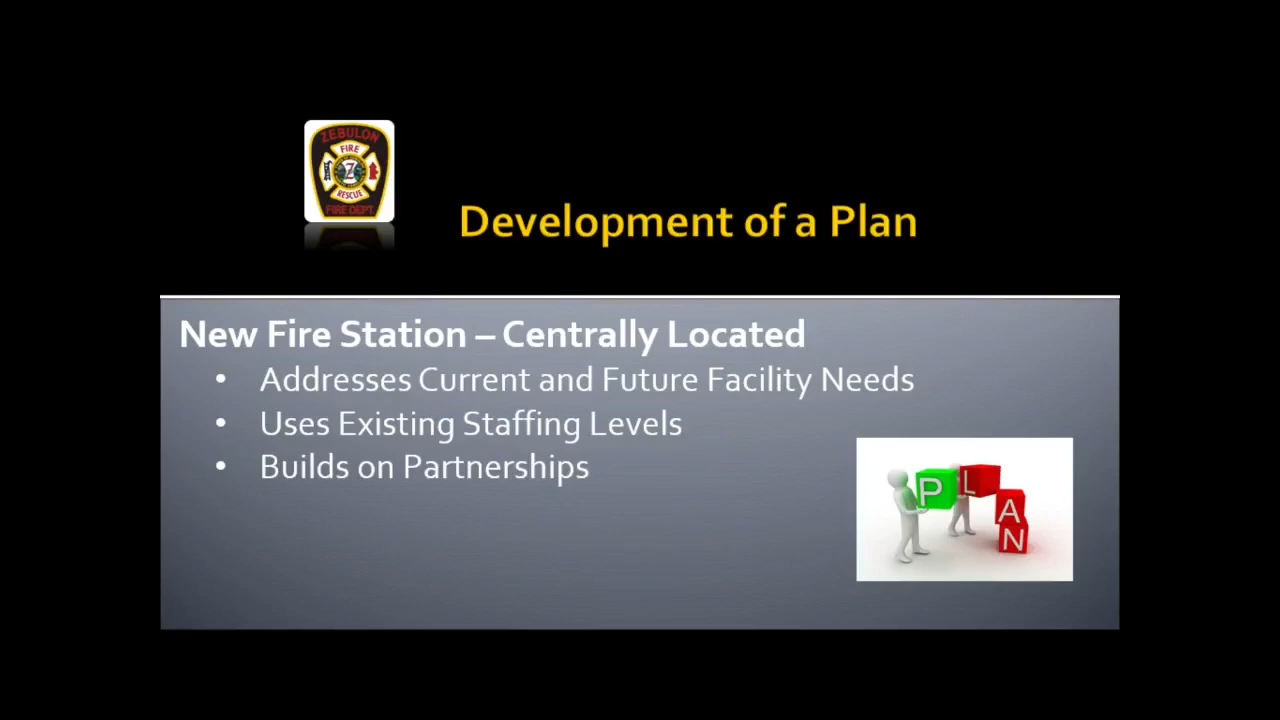 ZEBULON
FIRE
Z
RESCUE
FIRE DEPT.
Development of a Plan
New Fire Station – Centrally Located
• Addresses Current and Future Facility Needs
• Uses Existing Staffing Levels
• Builds on Partnerships
P L
A
N